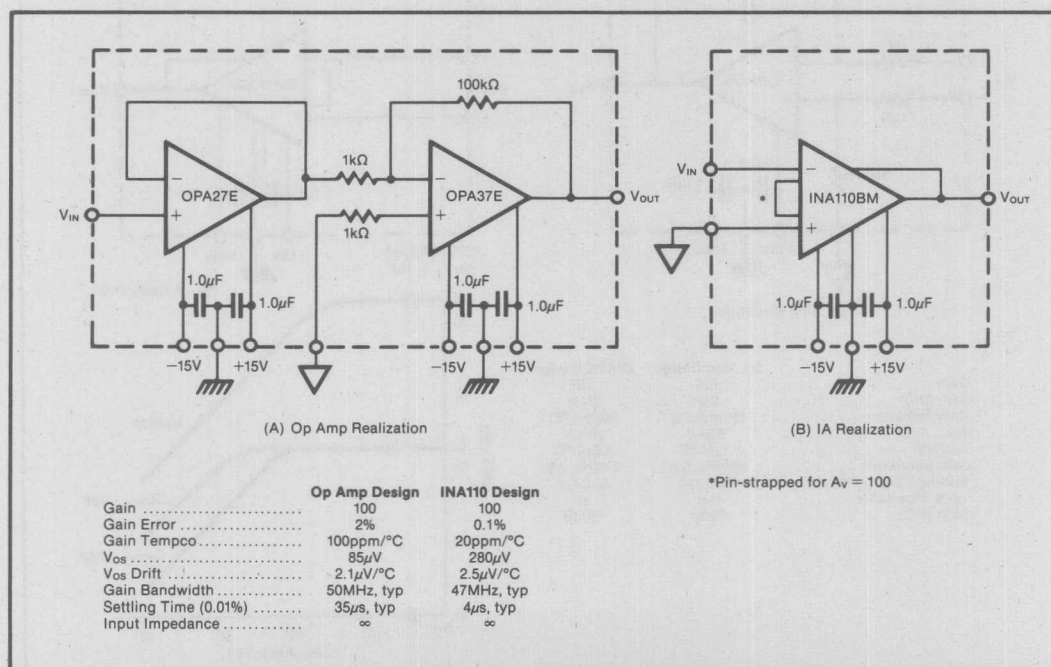 100kΩ
1kΩ
−
OPA27E
+
−
OPA37E
+
VIN
VOUT
1kΩ
1.0μF
1.0μF
1.0μF
1.0μF
−15V
+15V
−15V
+15V
(A) Op Amp Realization
VIN
−
*
INA110BM
+
VOUT
1.0μF
1.0μF
−15V
+15V
(B) IA Realization
*Pin-strapped for AV = 100
Op Amp Design INA110 Design
Gain 100 100
Gain Error 2% 0.1%
Gain Tempco 100ppm/°C 20ppm/°C
VOS 85μV 280μV
VOS Drift 2.1μV/°C 2.5μV/°C
Gain Bandwidth 50MHz, typ 47MHz, typ
Settling Time (0.01%) 35μs, typ 4μs, typ
Input Impedance ∞ ∞